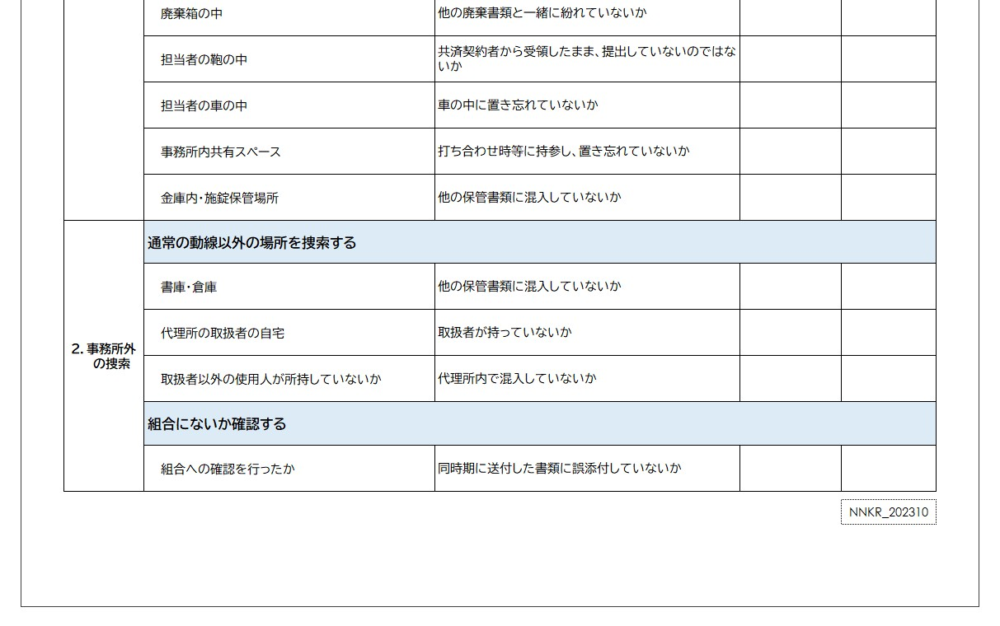 廃棄箱の中
他の廃棄書類と一緒に紛れていないか
担当者の鞄の中
共済契約者から受領したまま、提出していないのではな
いか
担当者の車の中
車の中に置き忘れていないか
事務所内共有スペース
打ち合わせ時等に持参し、置き忘れていないか
金庫内・施錠保管場所
他の保管書類に混入していないか
2. 事務所外
の捜索
通常の動線以外の場所を捜索する
書庫・倉庫
他の保管書類に混入していないか
代理所の取扱者の自宅
取扱者が持っていないか
取扱者以外の使用人が所持していないか
代理所内で混入していないか
組合にないか確認する
組合への確認を行ったか
同時期に送付した書類に誤添付していないか
NNKR_202310